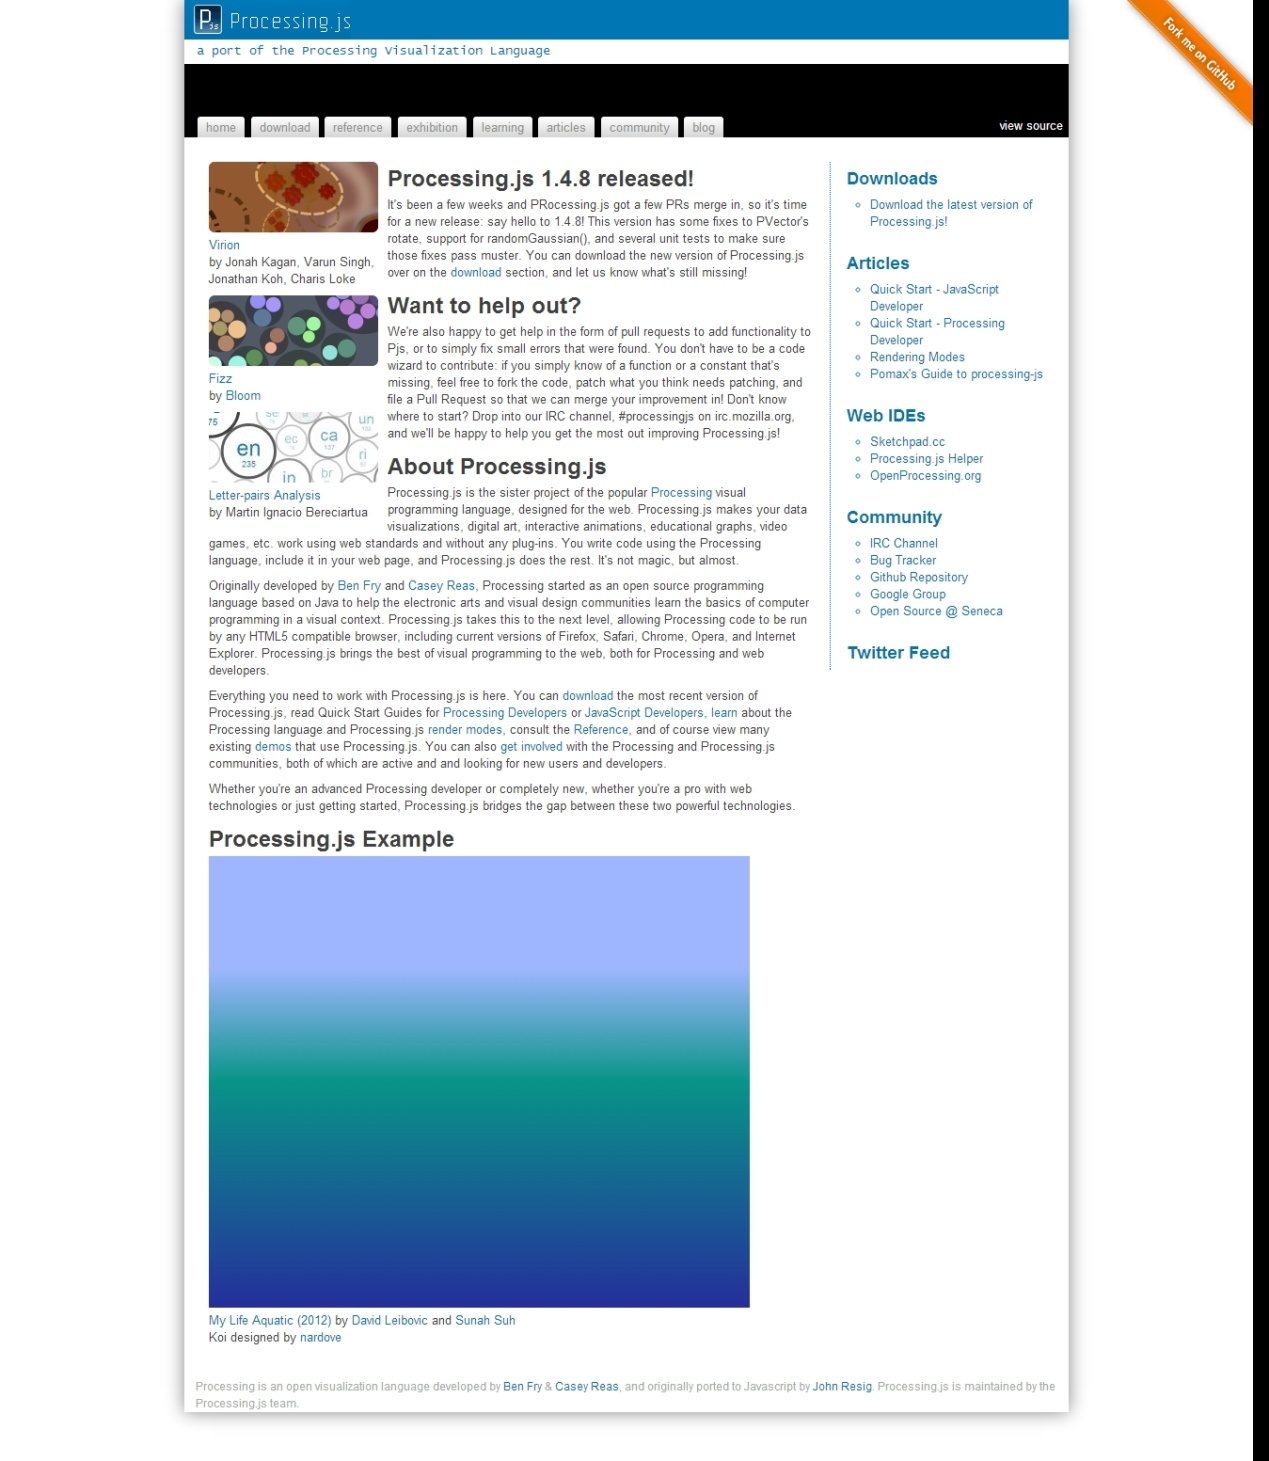 Processing.js
a port of the Processing Visualization Language
Fork me on GitHub
home download reference exhibition learning articles community blog
view source
Virion
by Jonah Kagan, Varun Singh,
Jonathan Koh, Charis Loke
Fizz
by Bloom
75
se
un
en
235
ec
ca
137
ri
in
br
Letter-pairs Analysis
by Martin Ignacio Bereciartua
Processing.js 1.4.8 released!
It's been a few weeks and PRocessing.js got a few PRs merge in, so it's time
for a new release: say hello to 1.4.8! This version has some fixes to PVector's
rotate, support for randomGaussian(), and several unit tests to make sure
those fixes pass muster. You can download the new version of Processing.js
over on the download section, and let us know what's still missing!
Want to help out?
We're also happy to get help in the form of pull requests to add functionality to
Pjs, or to simply fix small errors that were found. You don't have to be a code
wizard to contribute: if you simply know of a function or a constant that's
missing, feel free to fork the code, patch what you think needs patching, and
file a Pull Request so that we can merge your improvement in! Don't know
where to start? Drop into our IRC channel, #processingjs on irc.mozilla.org,
and we'll be happy to help you get the most out improving Processing.js!
About Processing.js
Processing.js is the sister project of the popular Processing visual
programming language, designed for the web. Processing.js makes your data
visualizations, digital art, interactive animations, educational graphs, video
games, etc. work using web standards and without any plug-ins. You write code using the Processing
language, include it in your web page, and Processing.js does the rest. It's not magic, but almost.
Originally developed by Ben Fry and Casey Reas, Processing started as an open source programming
language based on Java to help the electronic arts and visual design communities learn the basics of computer
programming in a visual context. Processing.js takes this to the next level, allowing Processing code to be run
by any HTML5 compatible browser, including current versions of Firefox, Safari, Chrome, Opera, and Internet
Explorer. Processing.js brings the best of visual programming to the web, both for Processing and web
developers.
Everything you need to work with Processing.js is here. You can download the most recent version of
Processing.js, read Quick Start Guides for Processing Developers or JavaScript Developers, learn about the
Processing language and Processing.js render modes, consult the Reference, and of course view many
existing demos that use Processing.js. You can also get involved with the Processing and Processing.js
communities, both of which are active and and looking for new users and developers.
Whether you're an advanced Processing developer or completely new, whether you're a pro with web
technologies or just getting started, Processing.js bridges the gap between these two powerful technologies.
Processing.js Example
My Life Aquatic (2012) by David Leibovic and Sunah Suh
Koi designed by nardove
Downloads
Download the latest version of
Processing.js!
Articles
Quick Start - JavaScript
Developer
Quick Start - Processing
Developer
Rendering Modes
Pomax's Guide to processing-js
Web IDEs
Sketchpad.cc
Processing.js Helper
OpenProcessing.org
Community
IRC Channel
Bug Tracker
Github Repository
Google Group
Open Source @ Seneca
Twitter Feed
Processing is an open visualization language developed by Ben Fry & Casey Reas, and originally ported to Javascript by John Resig. Processing.js is maintained by the
Processing.js team.